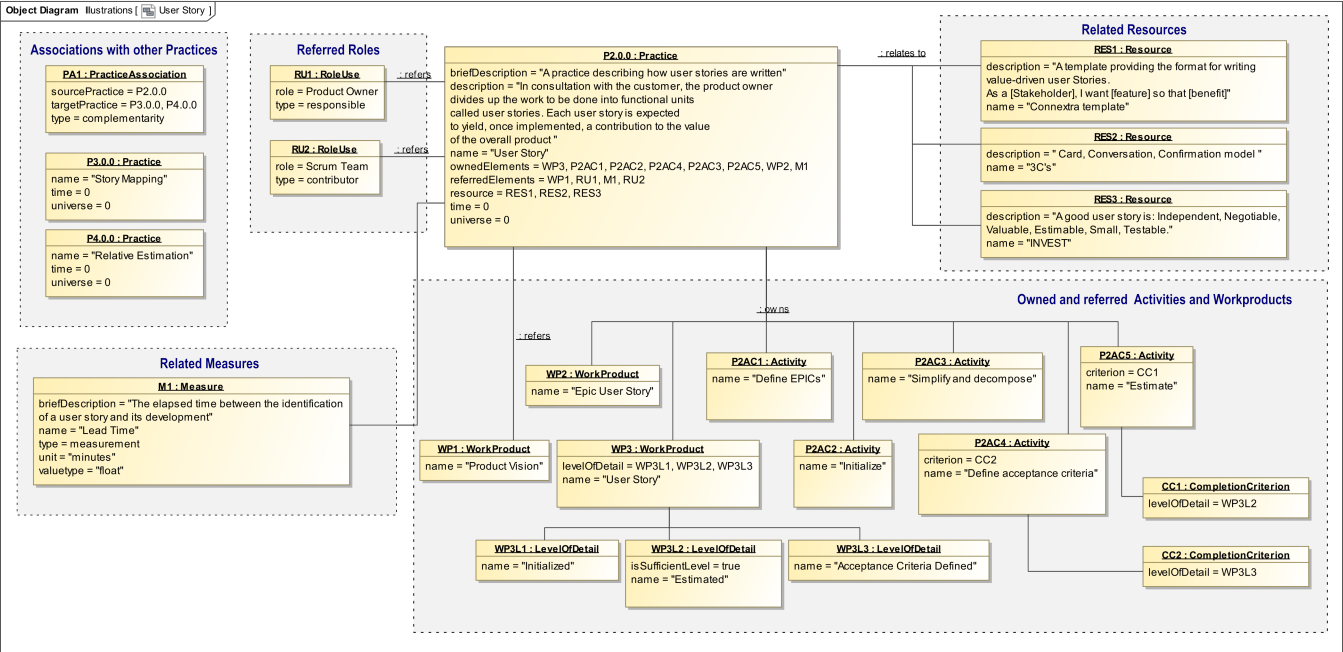 Object Diagram Illustrations [ User Story ]
Associations with other Practices
PA1 : PracticeAssociation
sourcePractice = P2.0.0
targetPractice = P3.0.0, P4.0.0
type = complementarity
P3.0.0 : Practice
name = "Story Mapping"
time = 0
universe = 0
P4.0.0 : Practice
name = "Relative Estimation"
time = 0
universe = 0
Referred Roles
RU1 : RoleUse
role = Product Owner
type = responsible
: refers
RU2 : RoleUse
role = Scrum Team
type = contributor
: refers
P2.0.0 : Practice
briefDescription = "A practice describing how user stories are written"
description = "In consultation with the customer, the product owner
divides up the work to be done into functional units
called user stories. Each user story is expected
to yield, once implemented, a contribution to the value
of the overall product "
name = "User Story"
ownedElements = WP3, P2AC1, P2AC2, P2AC4, P2AC3, P2AC5, WP2, M1
referredElements = WP1, RU1, M1, RU2
resource = RES1, RES2, RES3
time = 0
universe = 0
: relates to
Related Resources
RES1 : Resource
description = "A template providing the format for writing
value-driven user Stories.
As a [Stakeholder], I want [feature] so that [benefit]"
name = "Connextra template"
RES2 : Resource
description = " Card, Conversation, Confirmation model "
name = "3C's"
RES3 : Resource
description = "A good user story is: Independent, Negotiable,
Valuable, Estimable, Small, Testable."
name = "INVEST"
Related Measures
M1 : Measure
briefDescription = "The elapsed time between the identification
of a user story and its development"
name = "Lead Time"
type = measurement
unit = "minutes"
valuetype = "float"
Owned and referred Activities and Workproducts
: owns
: refers
WP2 : WorkProduct
name = "Epic User Story"
P2AC1 : Activity
name = "Define EPICs"
P2AC3 : Activity
name = "Simplify and decompose"
P2AC5 : Activity
criterion = CC1
name = "Estimate"
WP1 : WorkProduct
name = "Product Vision"
WP3 : WorkProduct
levelOfDetail = WP3L1, WP3L2, WP3L3
name = "User Story"
P2AC2 : Activity
name = "Initialize"
P2AC4 : Activity
criterion = CC2
name = "Define acceptance criteria"
CC1 : CompletionCriterion
levelOfDetail = WP3L2
WP3L1 : LevelOfDetail
name = "Initialized"
WP3L2 : LevelOfDetail
isSufficientLevel = true
name = "Estimated"
WP3L3 : LevelOfDetail
name = "Acceptance Criteria Defined"
CC2 : CompletionCriterion
levelOfDetail = WP3L3